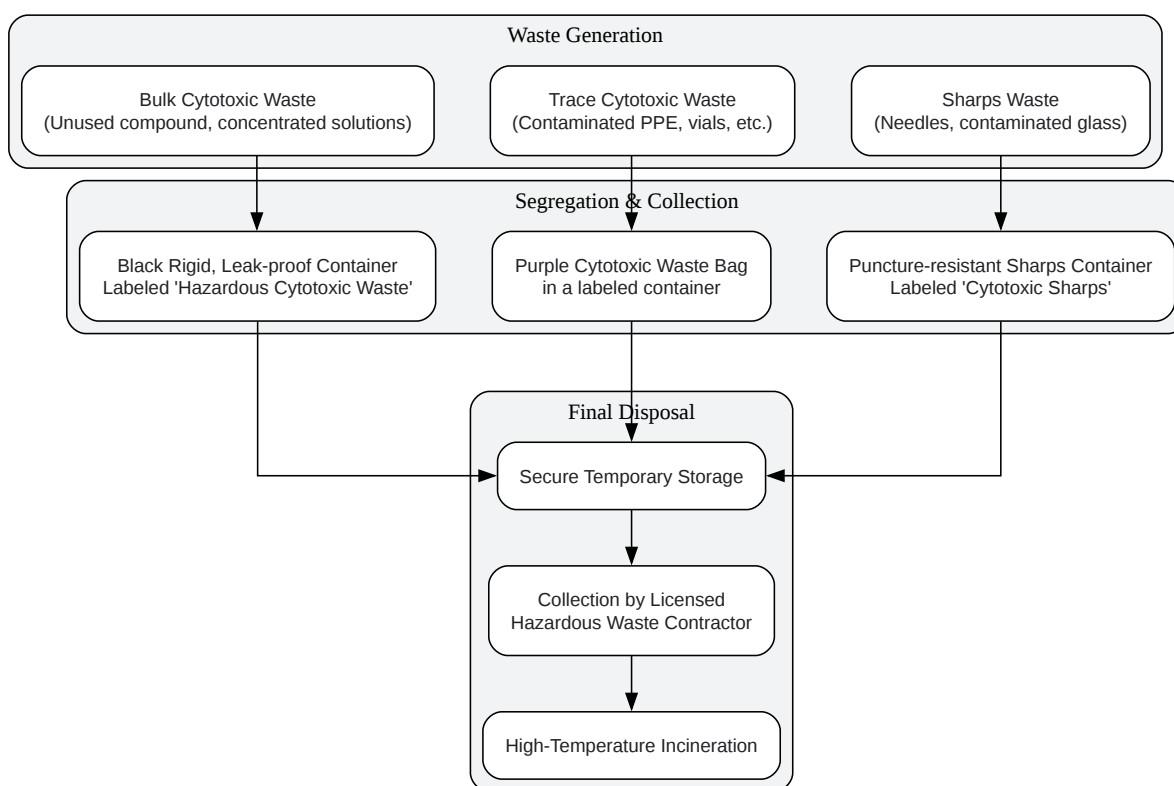 Waste Generation
Bulk Cytotoxic Waste
(Unused compound, concentrated solutions)
Trace Cytotoxic Waste
(Contaminated PPE, vials, etc.)
Sharps Waste
(Needles, contaminated glass)
Segregation & Collection
Black Rigid, Leak-proof Container
Labeled 'Hazardous Cytotoxic Waste'
Purple Cytotoxic Waste Bag
in a labeled container
Puncture-resistant Sharps Container
Labeled 'Cytotoxic Sharps'
Final Disposal
Secure Temporary Storage
Collection by Licensed
Hazardous Waste Contractor
High-Temperature Incineration